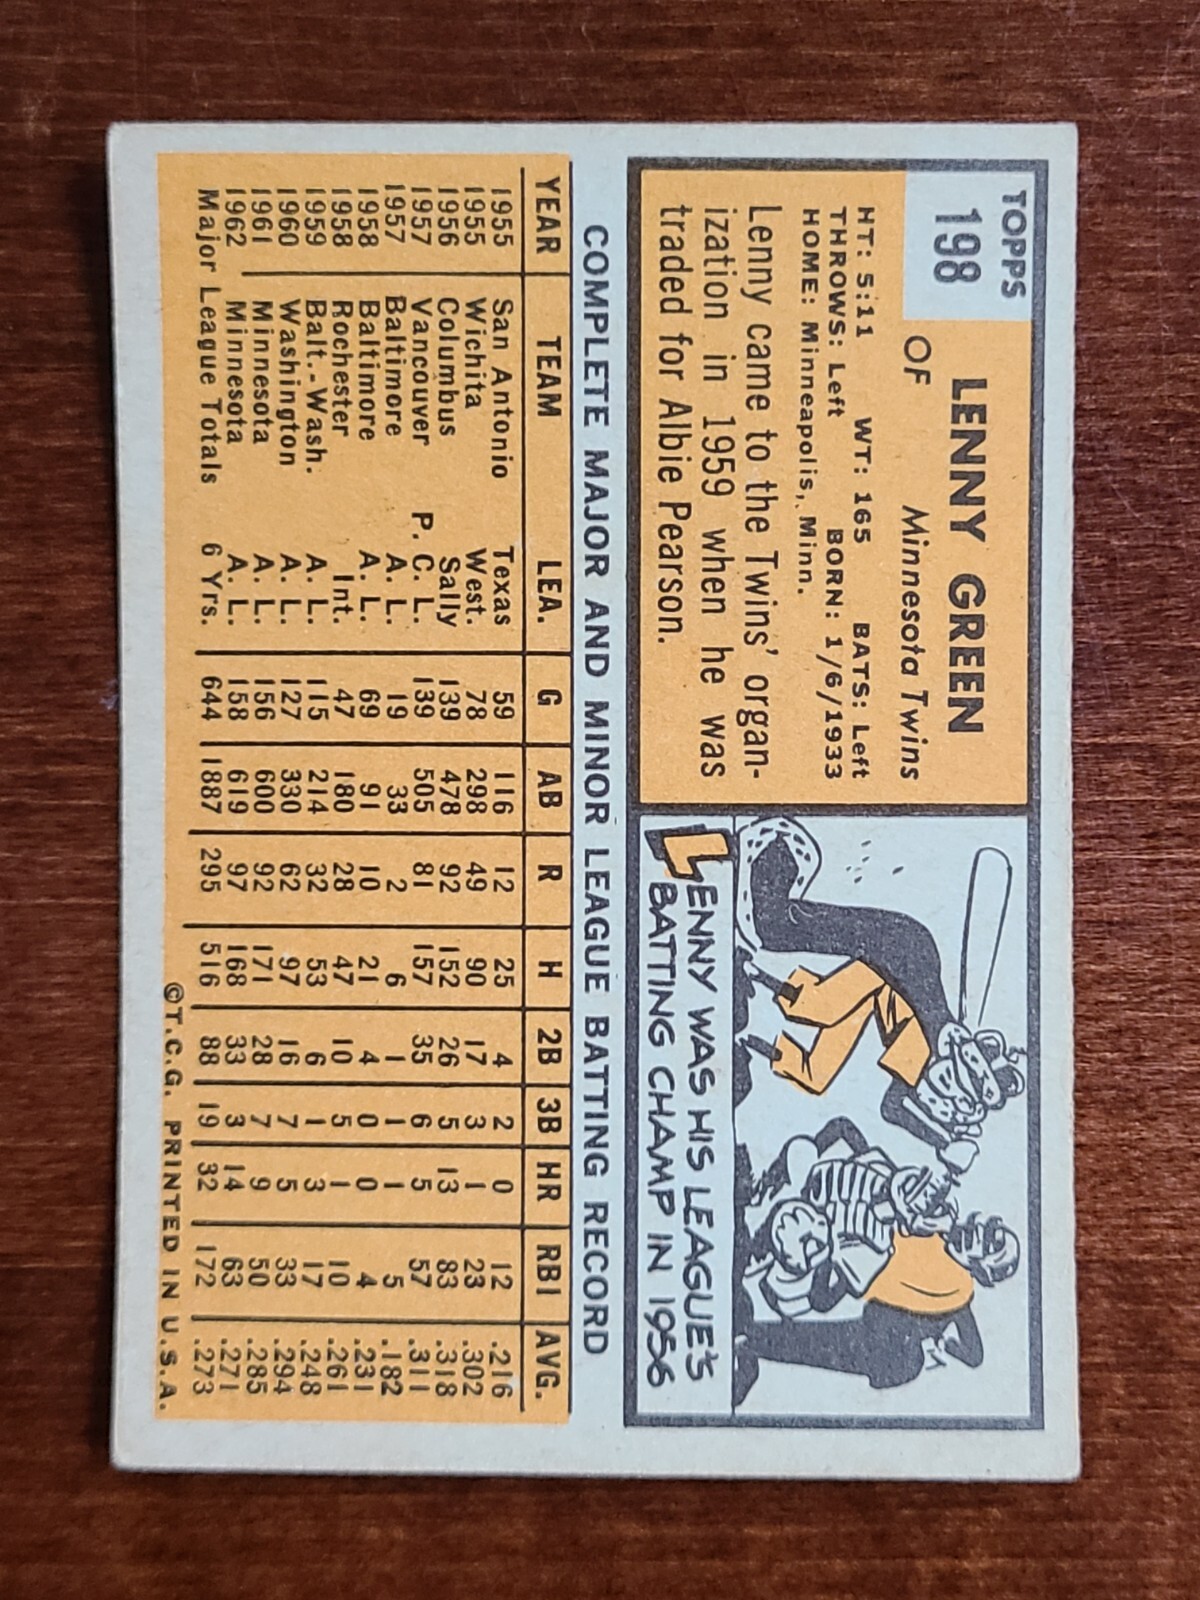 TOPPS
198
LENNY GREEN
OF Minnesota Twins
HT: 5:11 WT: 165 BATS: Left
THROWS: Left BORN: 1/6/1933
HOME: Minneapolis, Minn.
Lenny came to the Twins' organ-
ization in 1959 when he was
traded for Albie Pearson.
LENNY WAS HIS LEAGUE'S
BATTING CHAMP IN 1956
COMPLETE MAJOR AND MINOR LEAGUE BATTING RECORD
YEAR TEAM LEA. G AB R H 2B 3B HR RBI AVG.
1955 San Antonio Texas 59 116 12 25 4 2 0 12 .216
1955 Wichita West. 78 298 49 90 17 3 1 23 .302
1956 Columbus Sally 139 478 92 152 26 5 13 83 .318
1957 Vancouver P. C. L. 139 505 81 157 35 6 5 57 .311
1957 Baltimore A. L. 19 33 2 6 1 1 1 5 .182
1958 Baltimore A. L. 69 91 10 21 4 0 0 4 .231
1958 Rochester Int. 47 180 28 47 10 5 1 10 .261
1959 Balt.-Wash. A. L. 115 214 32 53 6 1 3 17 .248
1960 Washington A. L. 127 330 62 97 16 7 5 33 .294
1961 Minnesota A. L. 156 600 92 171 28 7 9 50 .285
1962 Minnesota A. L. 158 619 97 168 33 3 14 63 .271
Major League Totals 6 Yrs. 644 1887 295 516 88 19 32 172 .273
©T.C.G. PRINTED IN U.S.A.